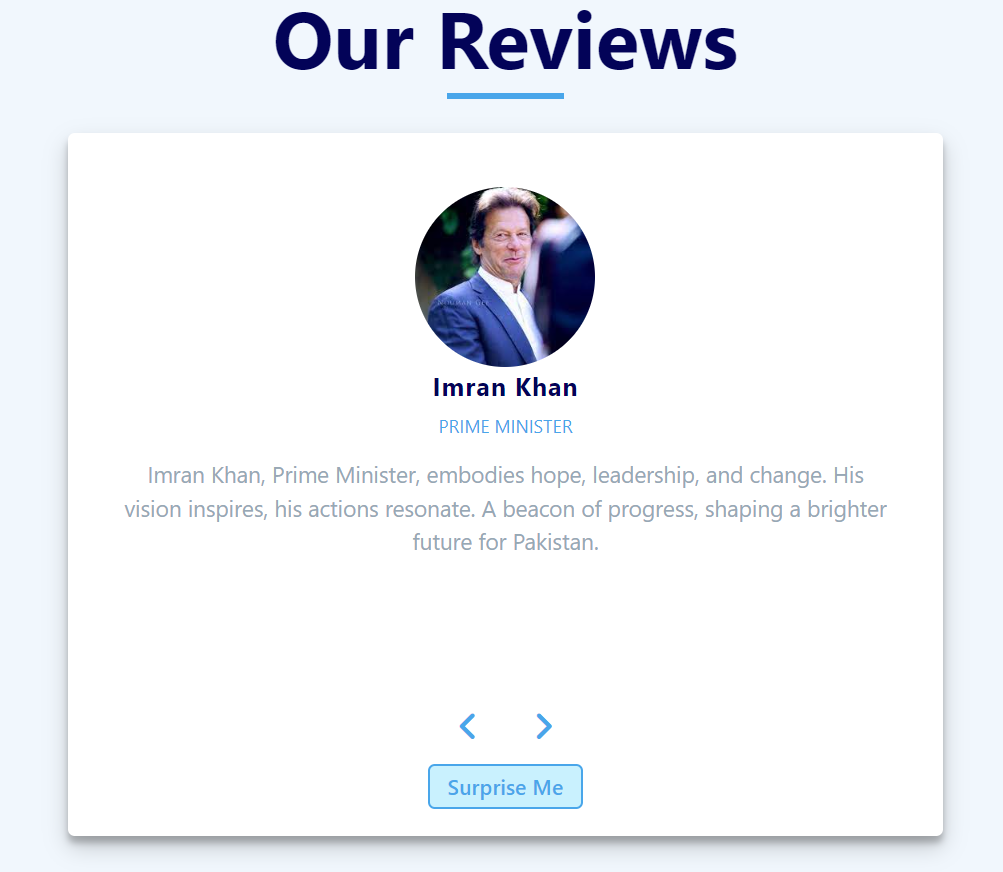 Our Reviews
Imran Khan
PRIME MINISTER
Imran Khan, Prime Minister, embodies hope, leadership, and change. His
vision inspires, his actions resonate. A beacon of progress, shaping a brighter
future for Pakistan.
Surprise Me